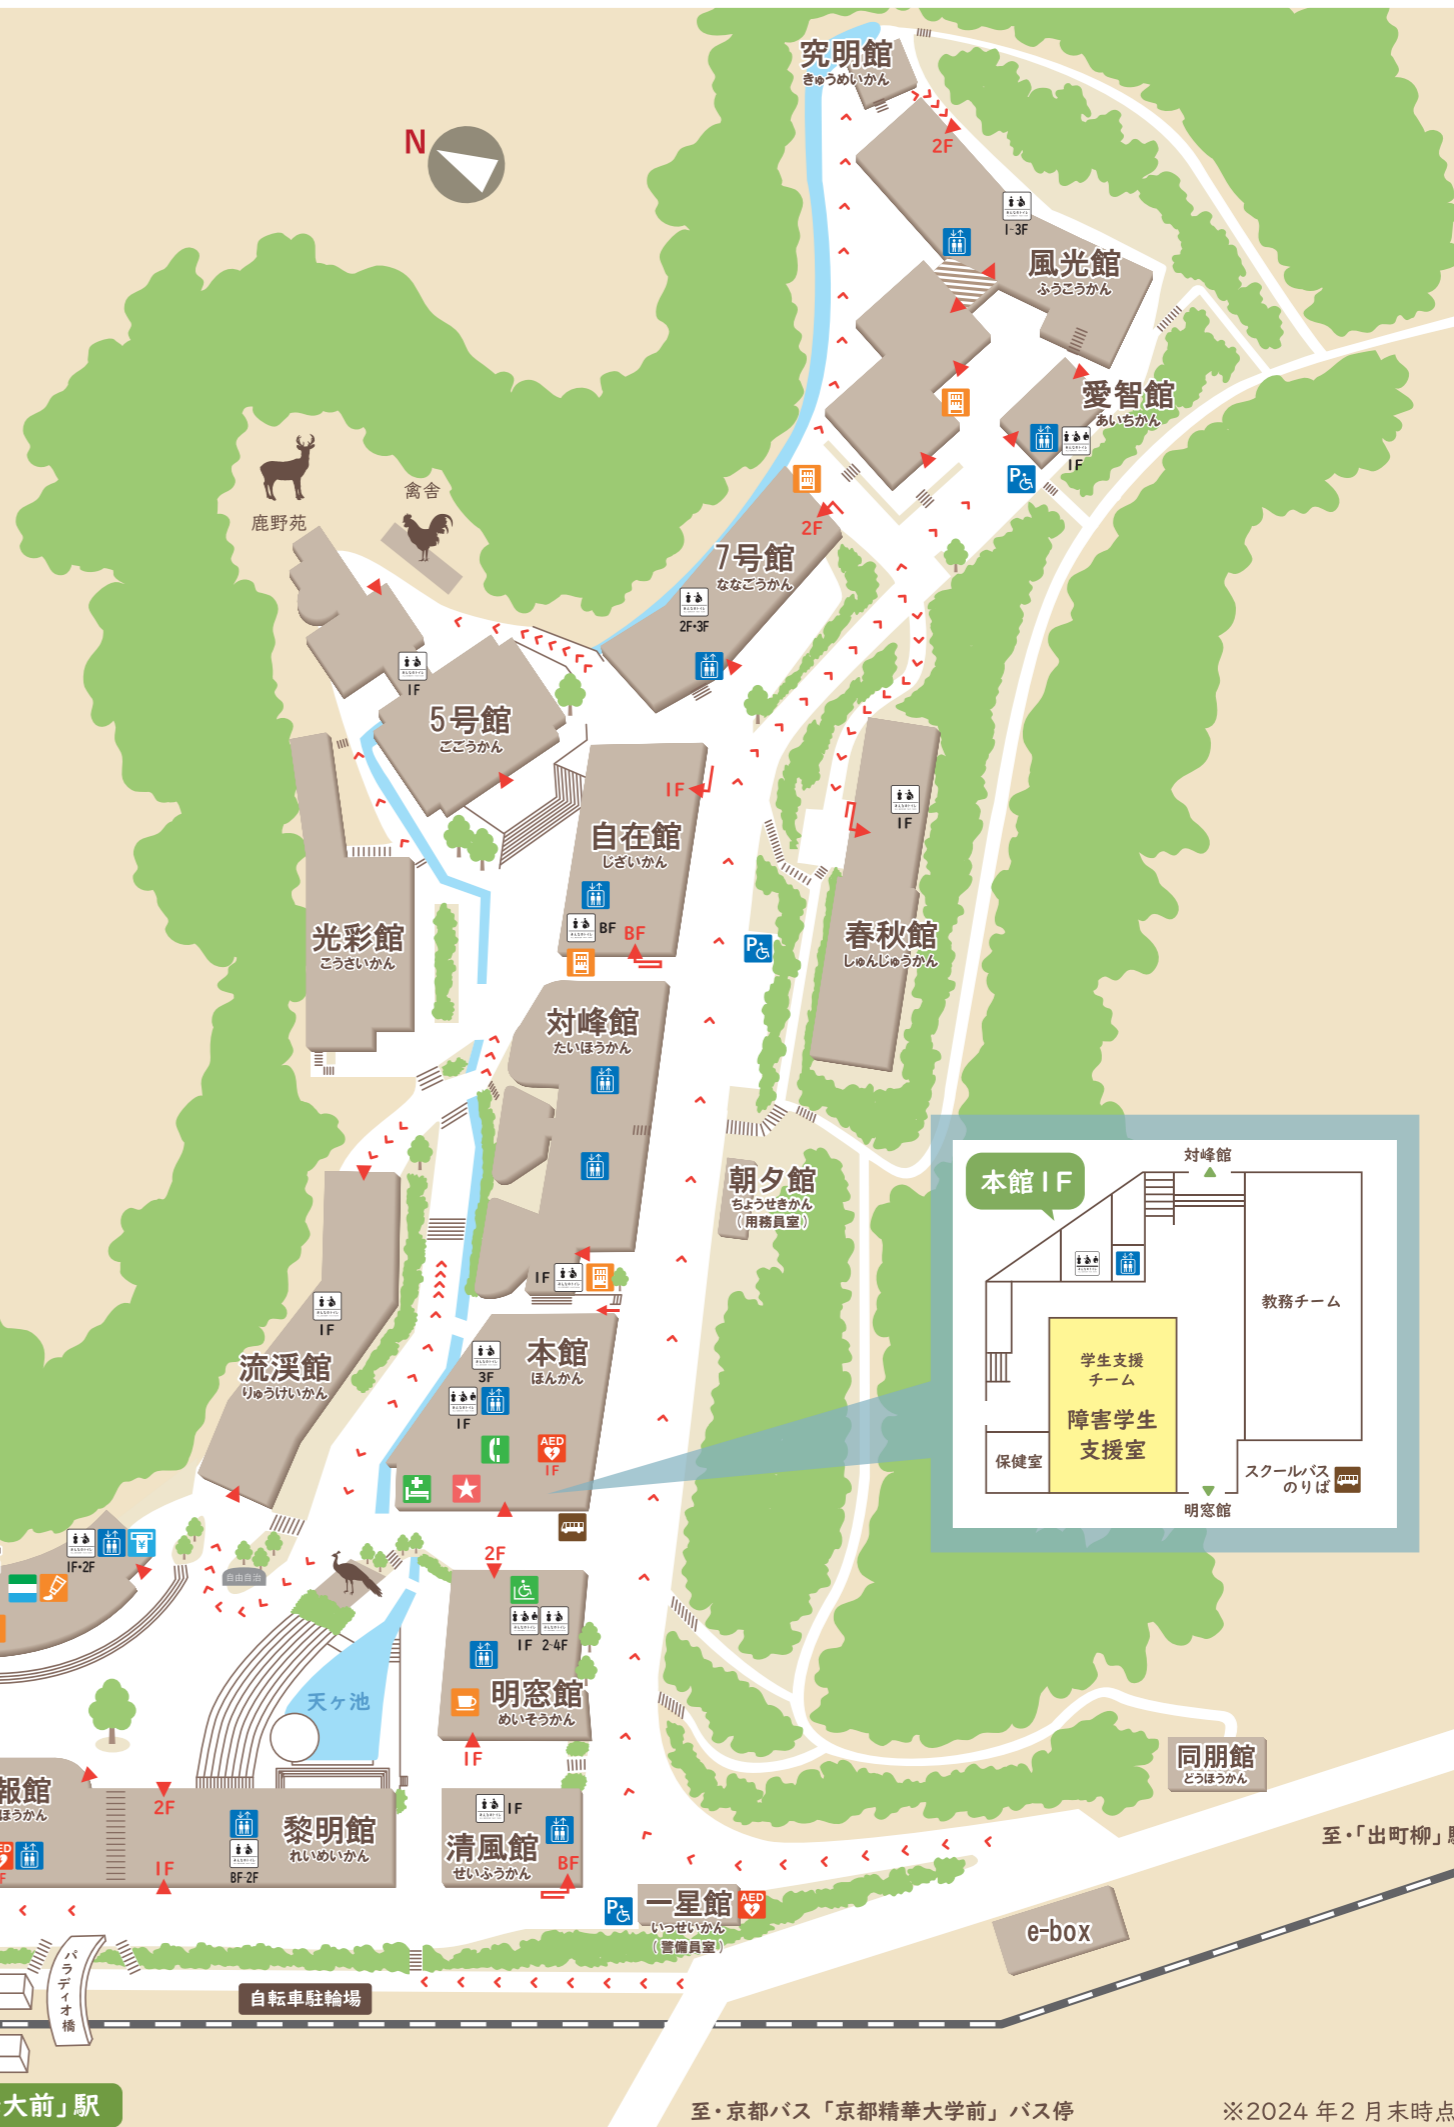 究明館
きゅうめいかん
N
2F
1-3F
風光館
ふうこうかん
愛智館
あいちかん
1F
P
禽舎
鹿野苑
2F
7号館
ななごうかん
2F・3F
1F
5号館
ごごうかん
1F
自在館
じざいかん
BF
BF
1F
光彩館
こうさいかん
P
春秋館
しゅんじゅうかん
対峰館
たいほうかん
朝夕館
ちょうせきかん
(用務員室)
1F
本館1F
対峰館
教務チーム
学生支援
チーム
障害学生
支援室
保健室
スクールバス
のりば
明窓館
1F
流渓館
りゅうけいかん
本館
ほんかん
3F
1F
AED
1F
1F・2F
自由自治
2F
1F
2-4F
明窓館
めいそうかん
1F
天ヶ池
同朋館
どうほうかん
報館
ほうかん
ED
F
2F
1F
BF-2F
黎明館
れいめいかん
1F
清風館
せいふうかん
BF
至・「出町柳」
P
一星館
いっせいかん
(警備員室)
AED
e-box
パラディオ橋
自転車駐輪場
大前」駅
至・京都バス「京都精華大学前」バス停
※2024年2月末時点